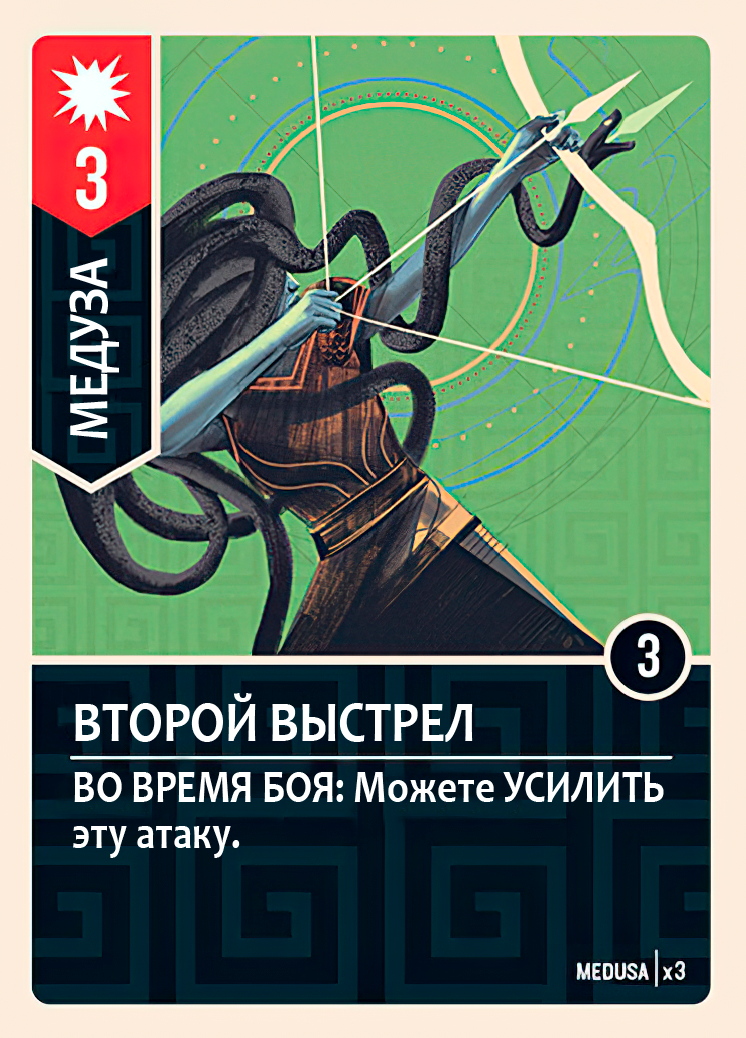 3
МЕДУЗА
3
ВТОРОЙ ВЫСТРЕЛ
ВО ВРЕМЯ БОЯ: Можете УСИЛИТЬ
эту атаку.
MEDUSA | x3